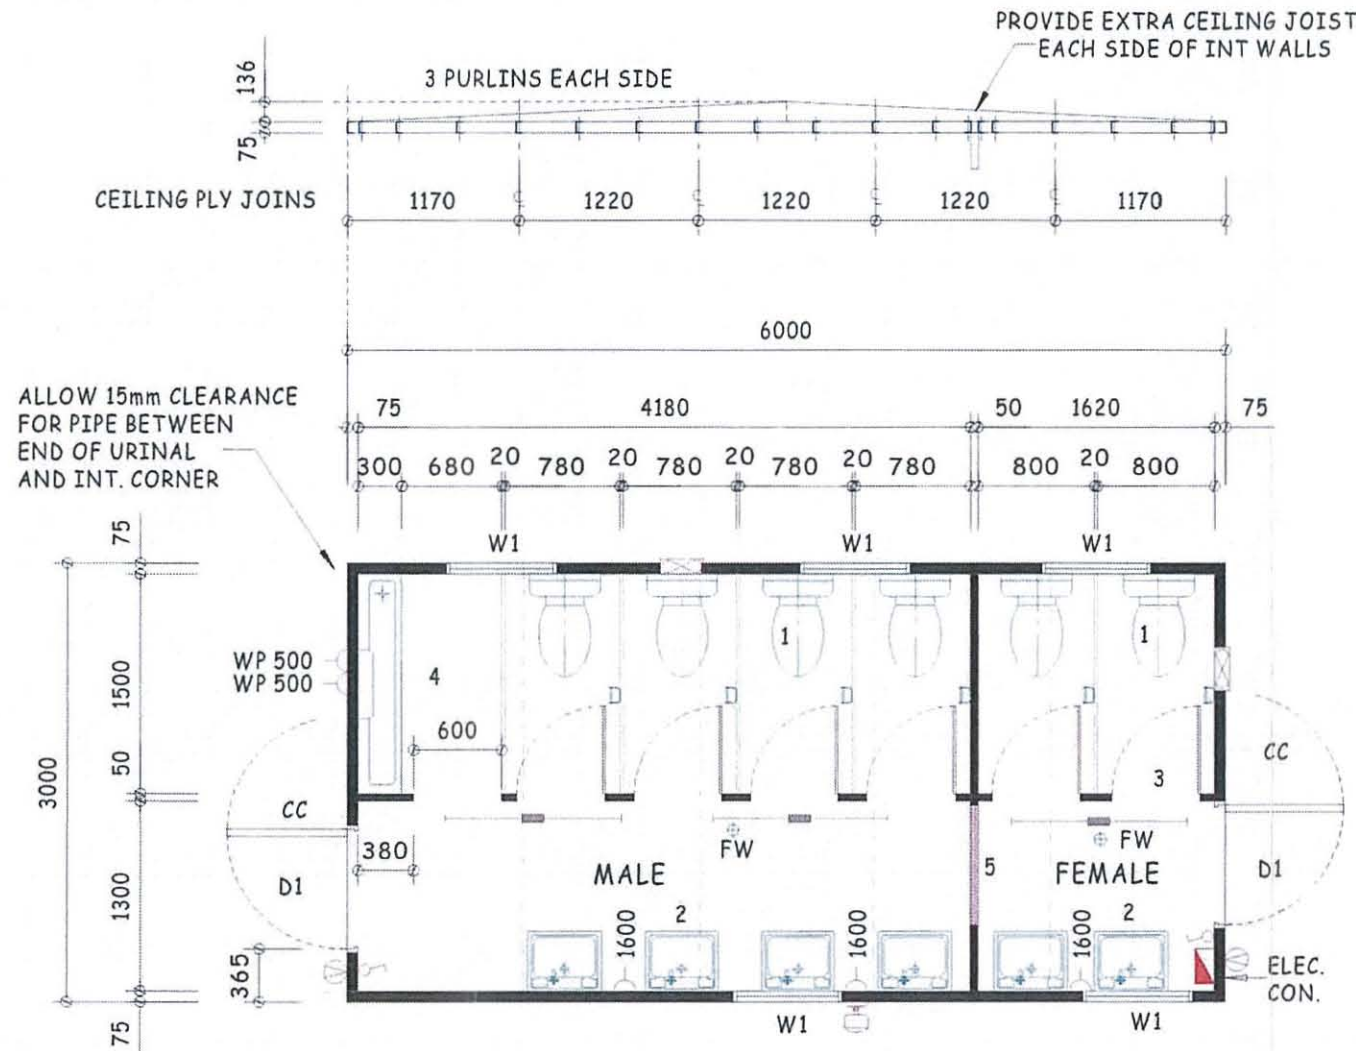 PROVIDE EXTRA CEILING JOIST
EACH SIDE OF INT WALLS
136
3 PURLINS EACH SIDE
75
CEILING PLY JOINS
1170
1220
1220
1220
1170
6000
ALLOW 15mm CLEARANCE
FOR PIPE BETWEEN
END OF URINAL
AND INT. CORNER
75 4180 50 1620 75
300 680 20 780 20 780 20 780 20 780 800 20 800
75
W1 W1 W1
1 1
WP 500
WP 500
4
1500
600
3000
50
3
CC CC
380
FW FW
D1 MALE 5 FEMALE D1
1300
2 2
1600 1600 1600
365
ELEC.
CON.
75
W1 W1